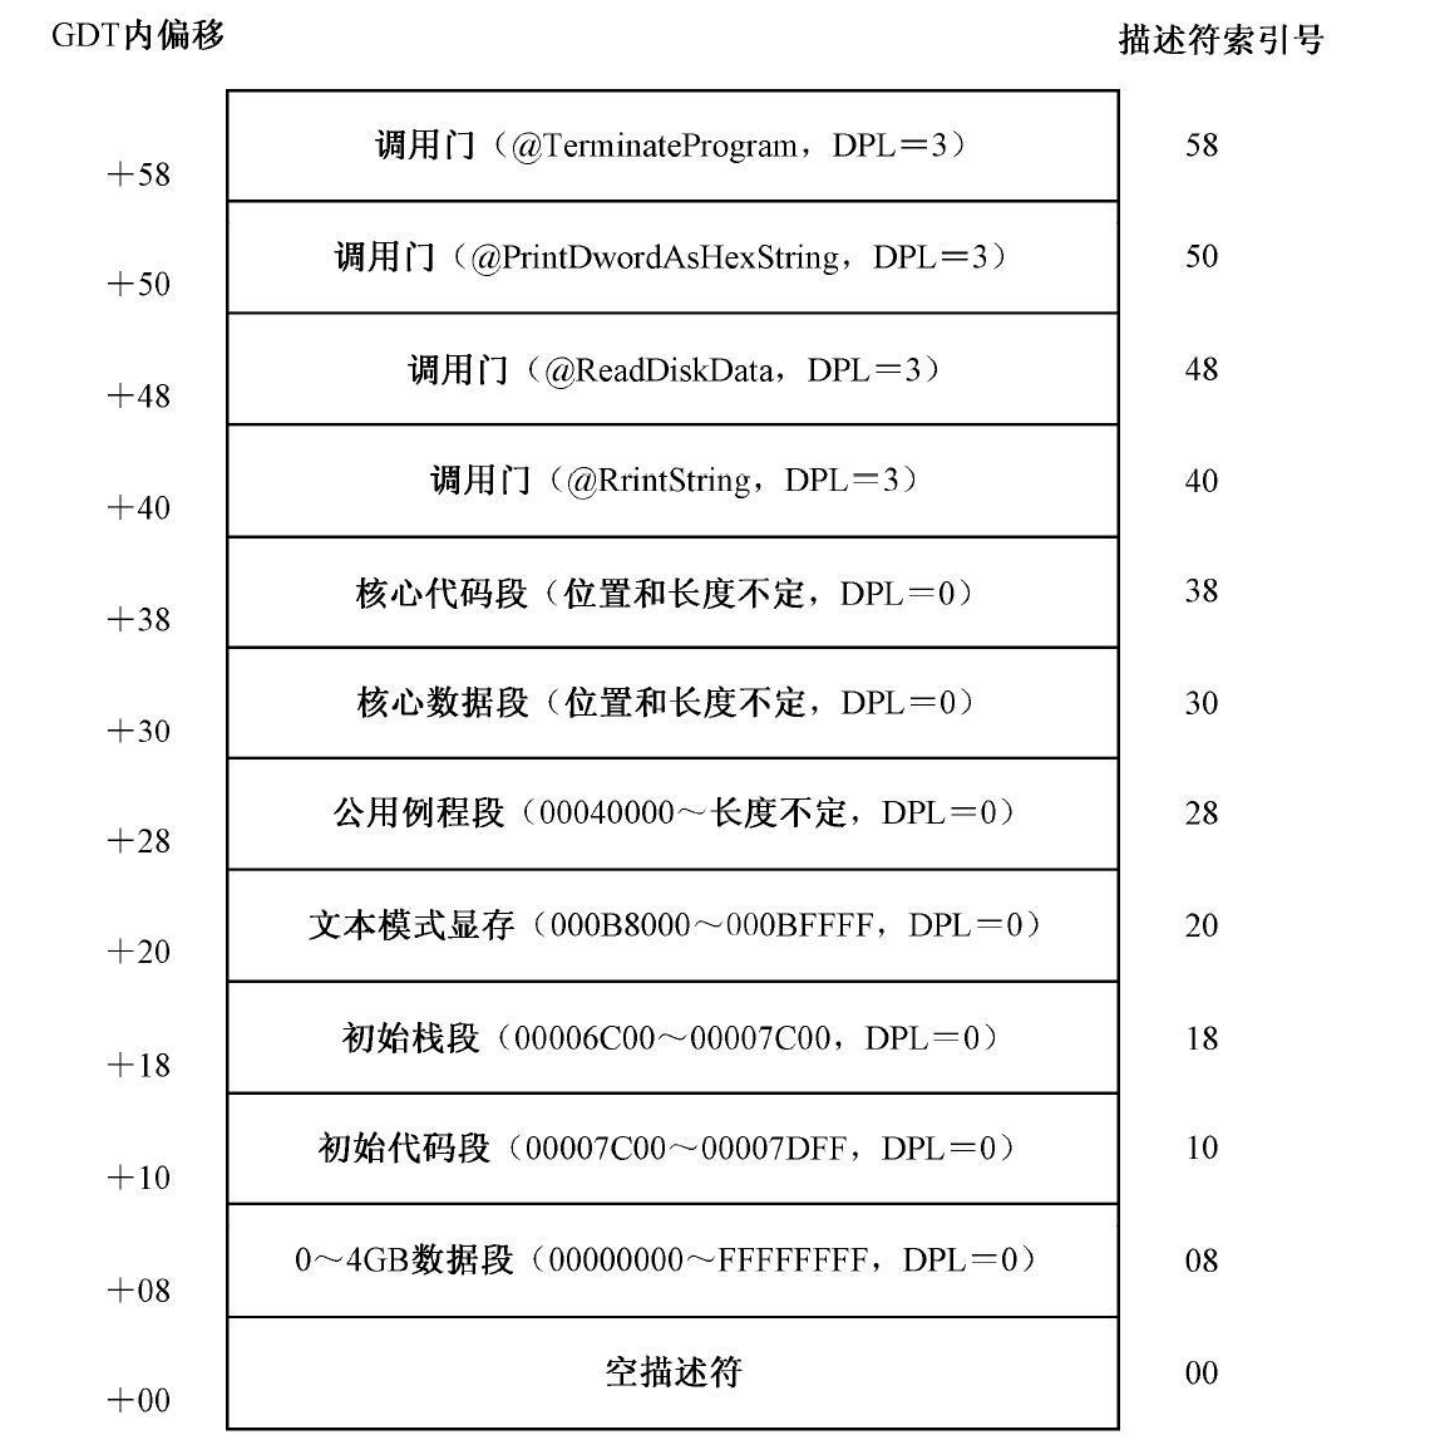 GDT内偏移 描述符索引号
调用门（@TerminateProgram，DPL＝3） 58
+58
调用门（@PrintDwordAsHexString，DPL＝3） 50
+50
调用门（@ReadDiskData，DPL＝3） 48
+48
调用门（@RrintString，DPL＝3） 40
+40
核心代码段（位置和长度不定，DPL＝0） 38
+38
核心数据段（位置和长度不定，DPL＝0） 30
+30
公用例程段（00040000～长度不定，DPL＝0） 28
+28
文本模式显存（000B8000～000BFFFF，DPL＝0） 20
+20
初始栈段（00006C00～00007C00，DPL＝0） 18
+18
初始代码段（00007C00～00007DFF，DPL＝0） 10
+10
0～4GB数据段（00000000～FFFFFFFF，DPL＝0） 08
+08
空描述符 00
+00